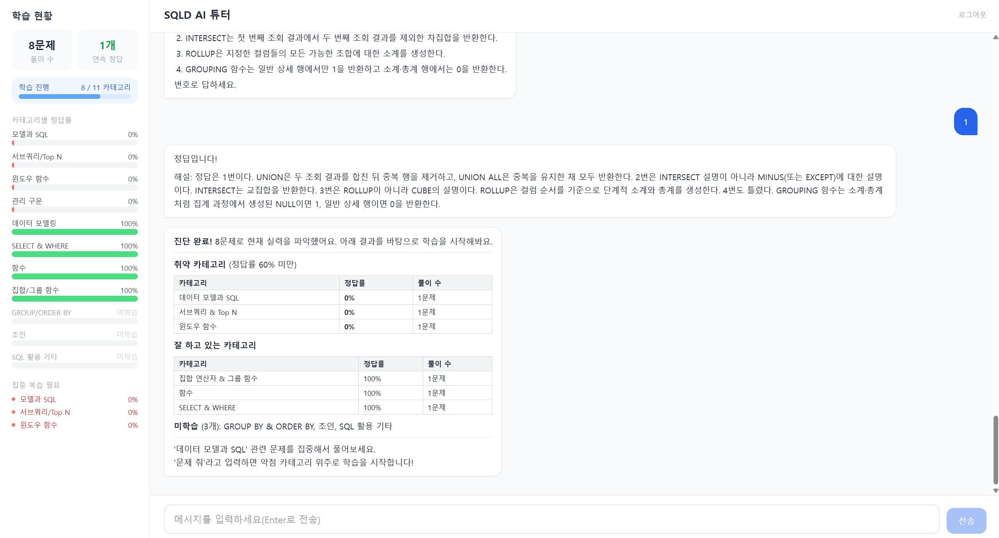 학습 현황
8문제
풀이 수
1개
연속 정답
학습 진행
8 / 11 카테고리
카테고리별 정답률
모델과 SQL 0%
서브쿼리/Top N 0%
윈도우 함수 0%
관리 구문 0%
데이터 모델링 100%
SELECT & WHERE 100%
함수 100%
집합/그룹 함수 100%
GROUP/ORDER BY 미학습
조인 미학습
SQL 활용 기타 미학습
집중 복습 필요
모델과 SQL 0%
서브쿼리/Top N 0%
윈도우 함수 0%
SQLD AI 튜터
로그아웃
2. INTERSECT는 첫 번째 조회 결과에서 두 번째 조회 결과를 제외한 차집합을 반환한다.
3. ROLLUP은 지정한 컬럼들의 모든 가능한 조합에 대한 소계를 생성한다.
4. GROUPING 함수는 일반 상세 행에서만 1을 반환하고 소계·총계 행에서는 0을 반환한다.
번호로 답하세요.
1
정답입니다!
해설: 정답은 1번이다. UNION은 두 조회 결과를 합친 뒤 중복 행을 제거하고, UNION ALL은 중복을 유지한 채 모두 반환한다. 2번은 INTERSECT 설명이 아니라 MINUS(또는 EXCEPT)에 대한 설명
이다. INTERSECT는 교집합을 반환한다. 3번은 ROLLUP이 아니라 CUBE의 설명이다. ROLLUP은 컬럼 순서를 기준으로 단계적 소계와 총계를 생성한다. 4번도 틀렸다. GROUPING 함수는 소계·총계
처럼 집계 과정에서 생성된 NULL이면 1, 일반 상세 행이면 0을 반환한다.
진단 완료! 8문제로 현재 실력을 파악했어요. 아래 결과를 바탕으로 학습을 시작해봐요.
취약 카테고리 (정답률 60% 미만)
카테고리 정답률 풀이 수
데이터 모델과 SQL 0% 1문제
서브쿼리 & Top N 0% 1문제
윈도우 함수 0% 1문제
잘 하고 있는 카테고리
카테고리 정답률 풀이 수
집합 연산자 & 그룹 함수 100% 1문제
함수 100% 1문제
SELECT & WHERE 100% 1문제
미학습 (3개): GROUP BY & ORDER BY, 조인, SQL 활용 기타
'데이터 모델과 SQL' 관련 문제를 집중해서 풀어보세요.
'문제 줘'라고 입력하면 약점 카테고리 위주로 학습을 시작합니다!
메시지를 입력하세요(Enter로 전송)
전송